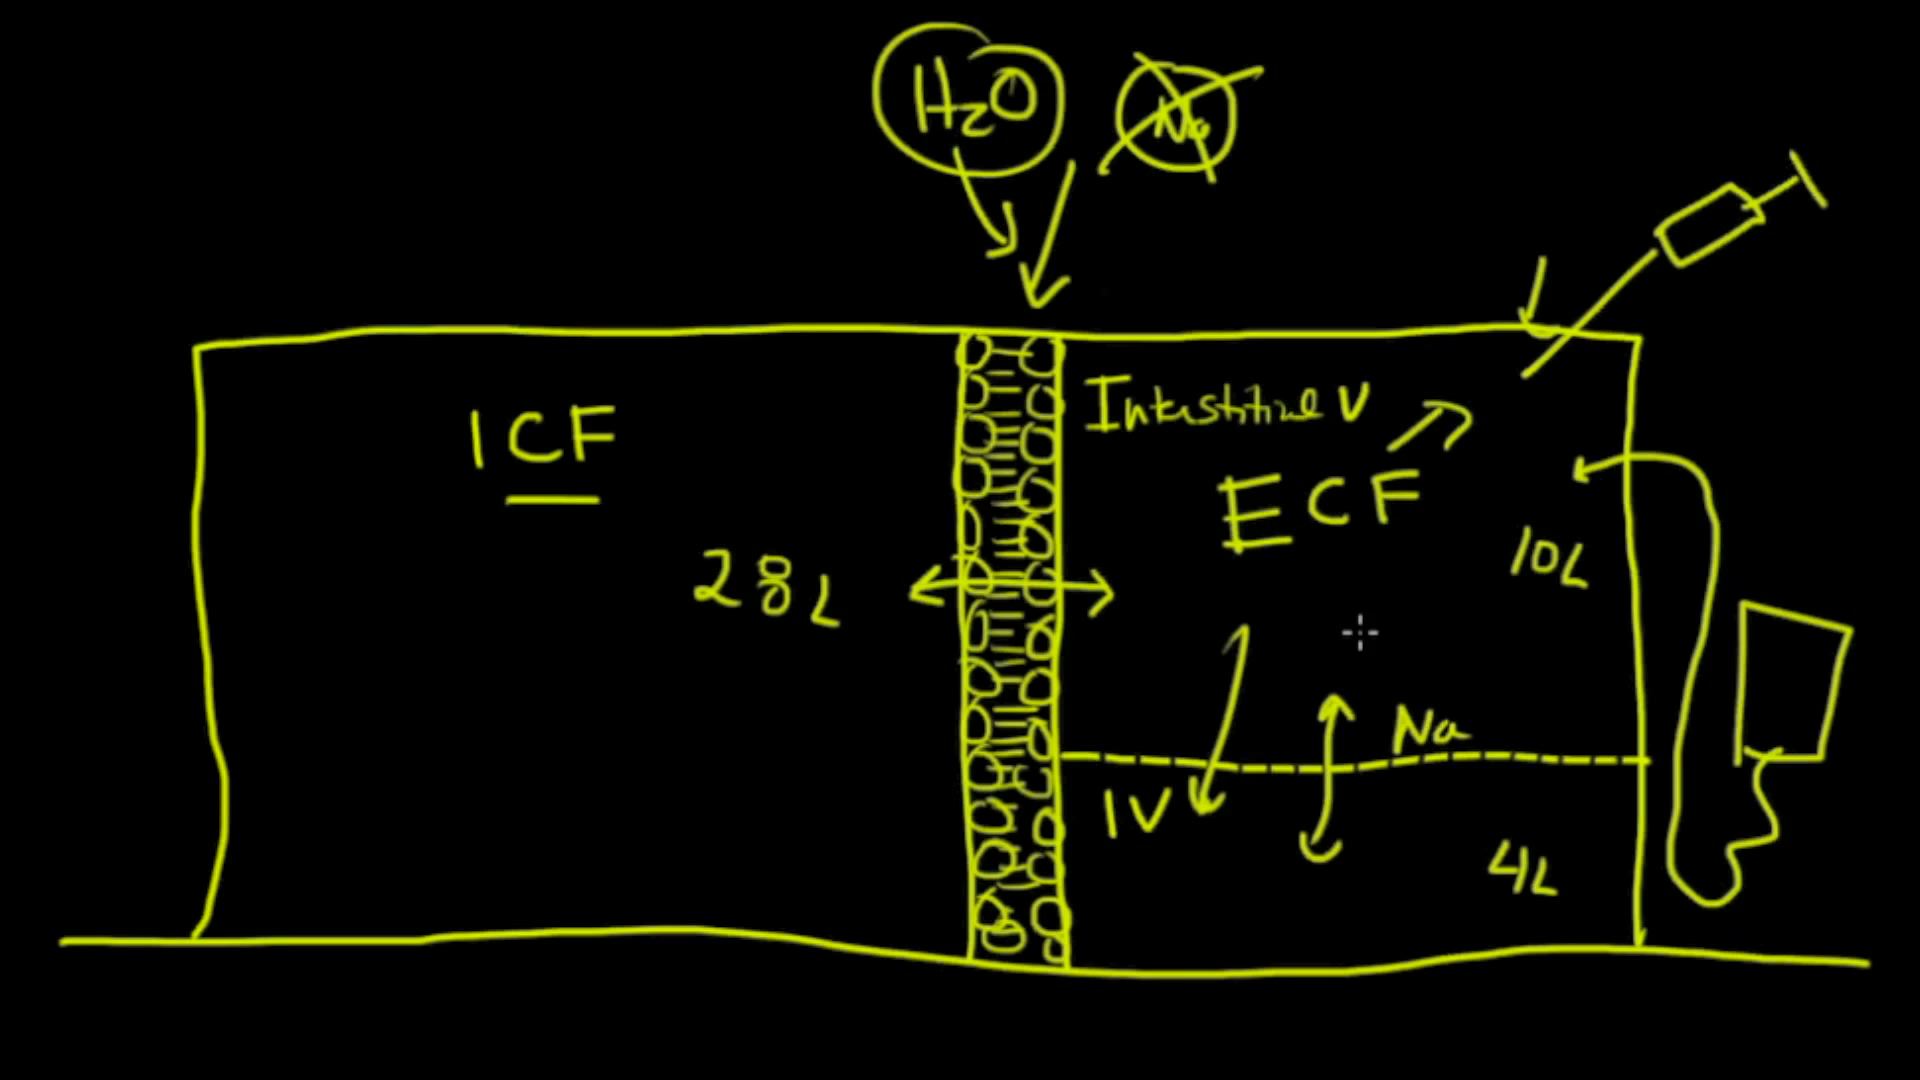 H2O Na
ICF
Interstitial V
ECF
28L
10L
Na
IV
4L